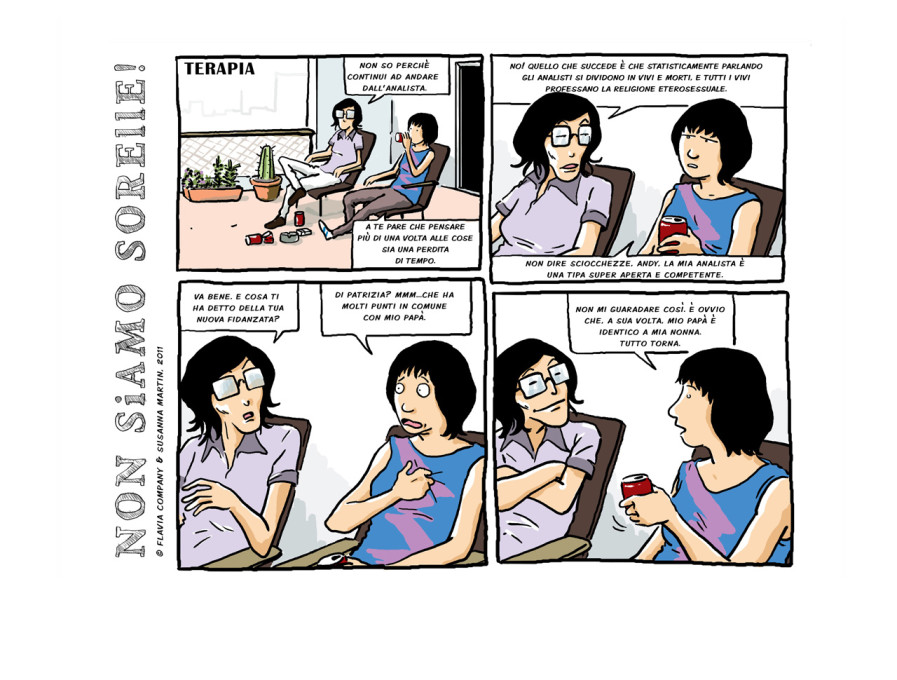 NON SiAMO SOREllE!
© FLAVIA COMPANY & SUSANNA MARTIN. 2011
TERAPIA
NON SO PERCHÈ
CONTINUI AD ANDARE
DALL'ANALISTA.
A TE PARE CHE PENSARE
PIÙ DI UNA VOLTA ALLE COSE
SIA UNA PERDITA
DI TEMPO.
NO! QUELLO CHE SUCCEDE È CHE STATISTICAMENTE PARLANDO
GLI ANALISTI SI DIVIDONO IN VIVI E MORTI. E TUTTI I VIVI
PROFESSANO LA RELIGIONE ETEROSESSUALE.
NON DIRE SCIOCCHEZZE, ANDY. LA MIA ANALISTA È
UNA TIPA SUPER APERTA E COMPETENTE.
VA BENE. E COSA TI
HA DETTO DELLA TUA
NUOVA FIDANZATA?
DI PATRIZIA? MMM...CHE HA
MOLTI PUNTI IN COMUNE
CON MIO PAPÀ.
NON MI GUARADARE COSÌ. È OVVIO
CHE, A SUA VOLTA, MIO PAPÀ È
IDENTICO A MIA NONNA.
TUTTO TORNA.